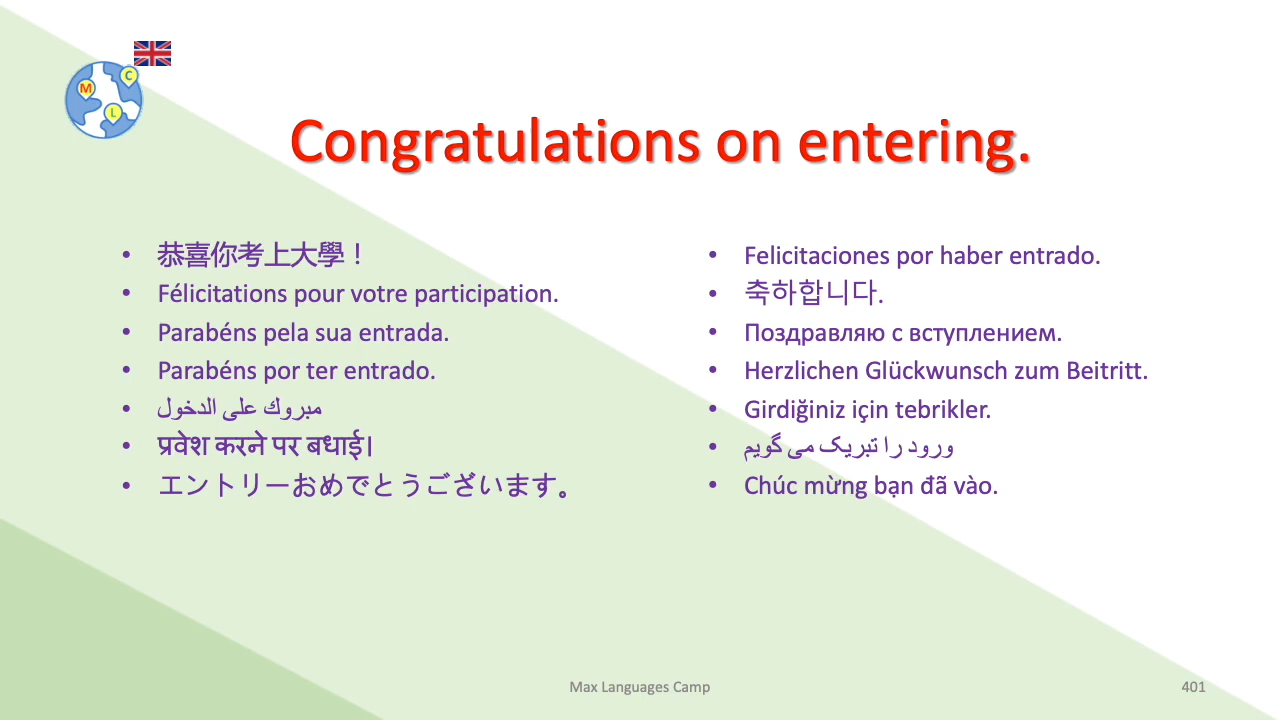 M
C
L
Congratulations on entering.
• 恭喜你考上大學！
• Félicitations pour votre participation.
• Parabéns pela sua entrada.
• Parabéns por ter entrado.
• مبروك على الدخول
• प्रवेश करने पर बधाई।
• エントリーおめでとうございます。
• Felicitaciones por haber entrado.
• 축하합니다.
• Поздравляю с вступлением.
• Herzlichen Glückwunsch zum Beitritt.
• Girdiğiniz için tebrikler.
• ورود را تبریک می گویم
• Chúc mừng bạn đã vào.
Max Languages Camp
401